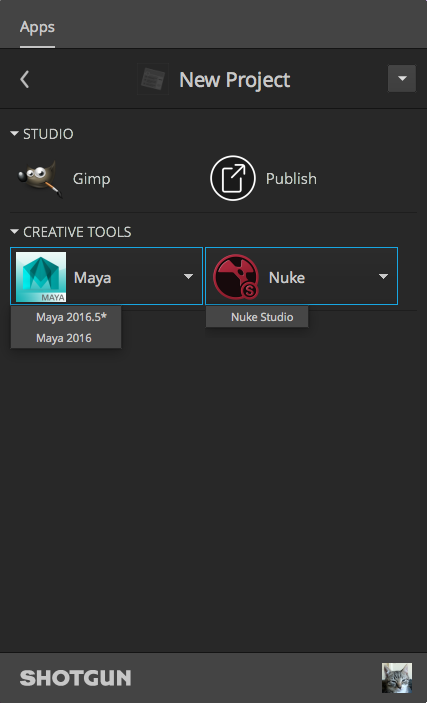 Apps
New Project
STUDIO
Gimp
Publish
CREATIVE TOOLS
MAYA
Maya
S
Nuke
Maya 2016.5*
Maya 2016
Nuke Studio
SHOTGUN